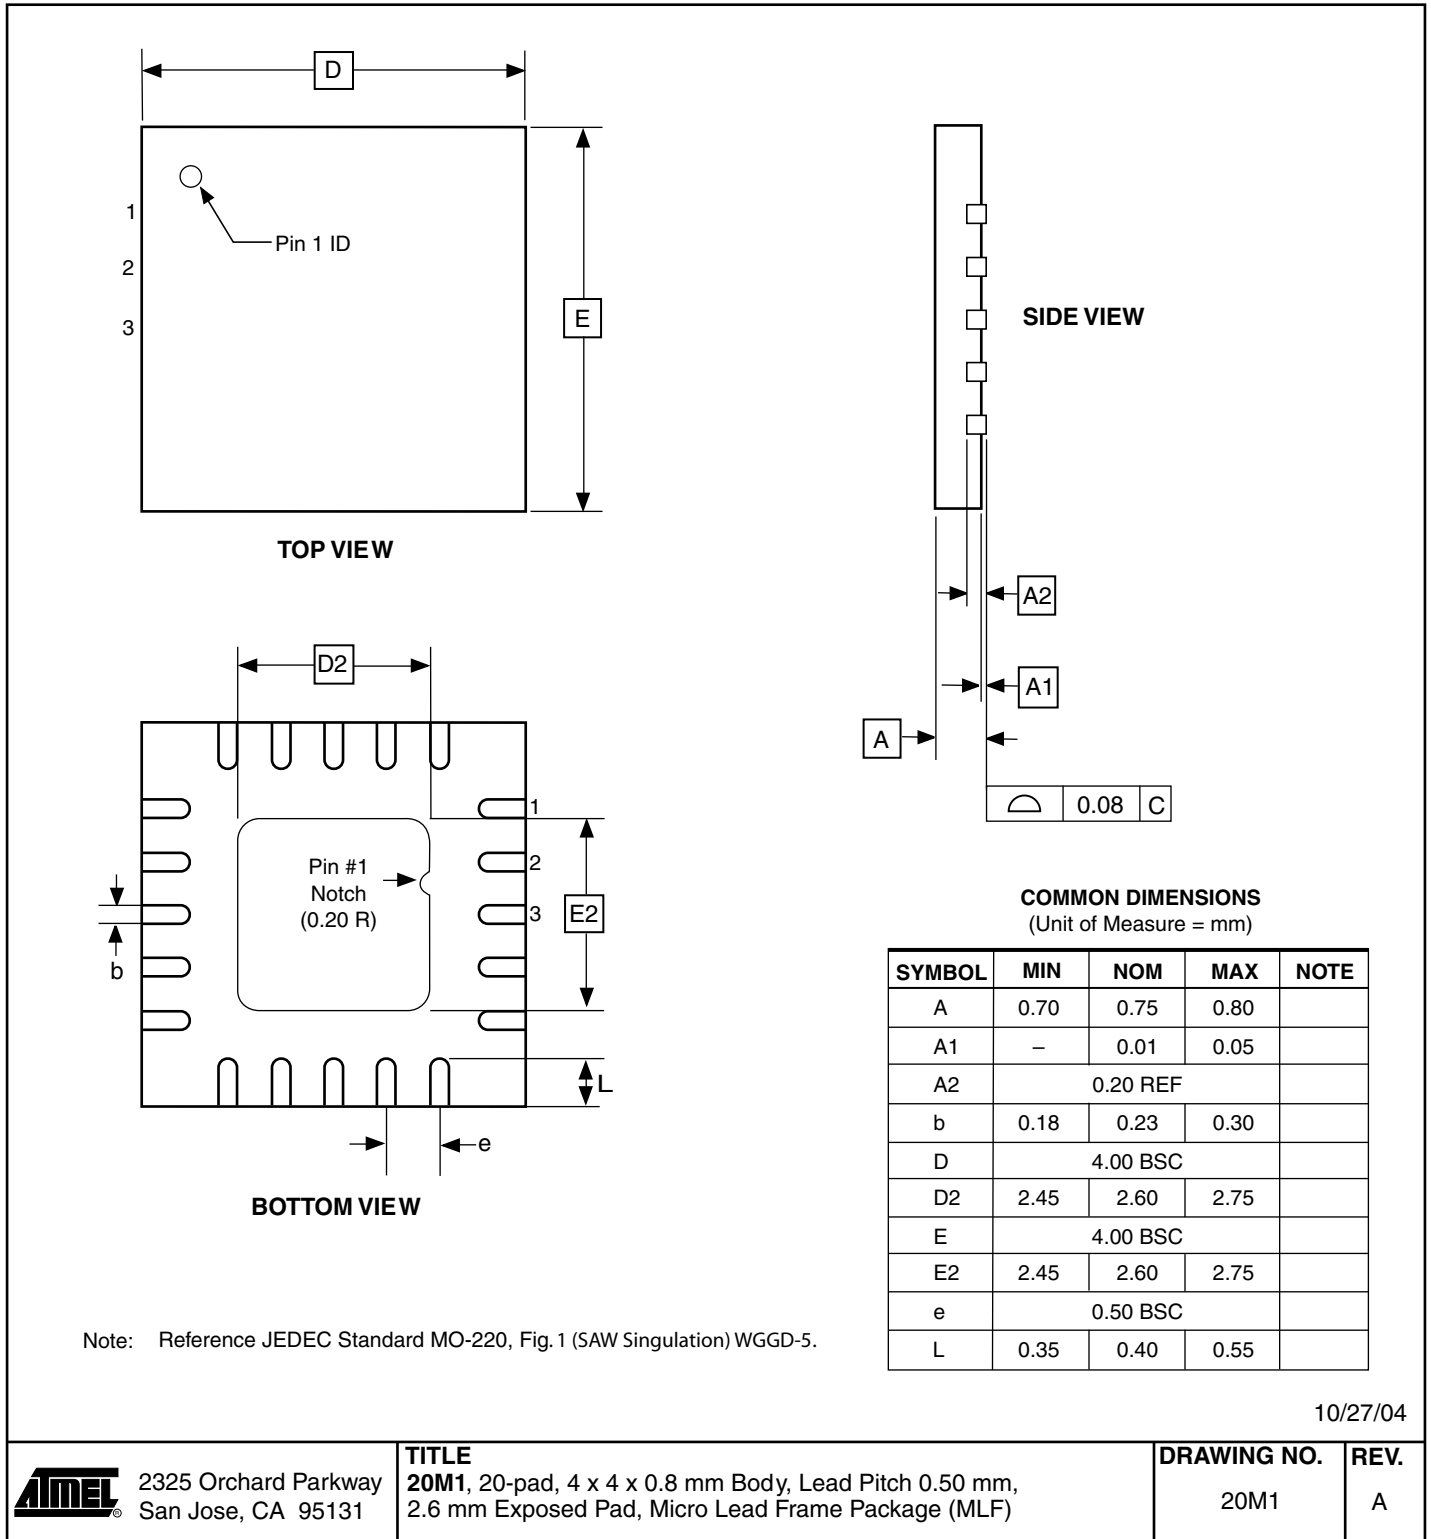 D
1
2
3
Pin 1 ID
E
TOP VIEW
SIDE VIEW
A2
A1
A
0.08 C
D2
1
2
3
Pin #1
Notch
(0.20 R)
E2
b
L
e
BOTTOM VIEW
COMMON DIMENSIONS
(Unit of Measure = mm)
SYMBOL MIN NOM MAX NOTE
A 0.70 0.75 0.80
A1 – 0.01 0.05
A2 0.20 REF
b 0.18 0.23 0.30
D 4.00 BSC
D2 2.45 2.60 2.75
E 4.00 BSC
E2 2.45 2.60 2.75
e 0.50 BSC
L 0.35 0.40 0.55
Note: Reference JEDEC Standard MO-220, Fig. 1 (SAW Singulation) WGGD-5.
10/27/04
ATMEL ®
2325 Orchard Parkway
San Jose, CA 95131
TITLE
20M1, 20-pad, 4 x 4 x 0.8 mm Body, Lead Pitch 0.50 mm,
2.6 mm Exposed Pad, Micro Lead Frame Package (MLF)
DRAWING NO.
20M1
REV.
A